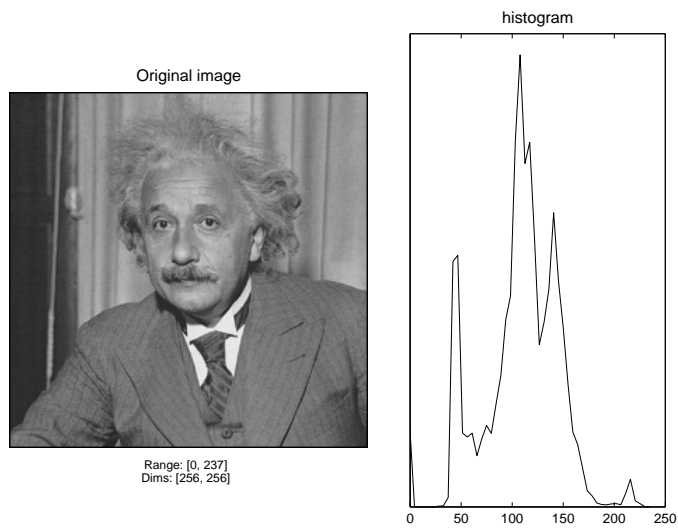 Original image
Range: [0, 237]
Dims: [256, 256]
histogram
0 50 100 150 200 250